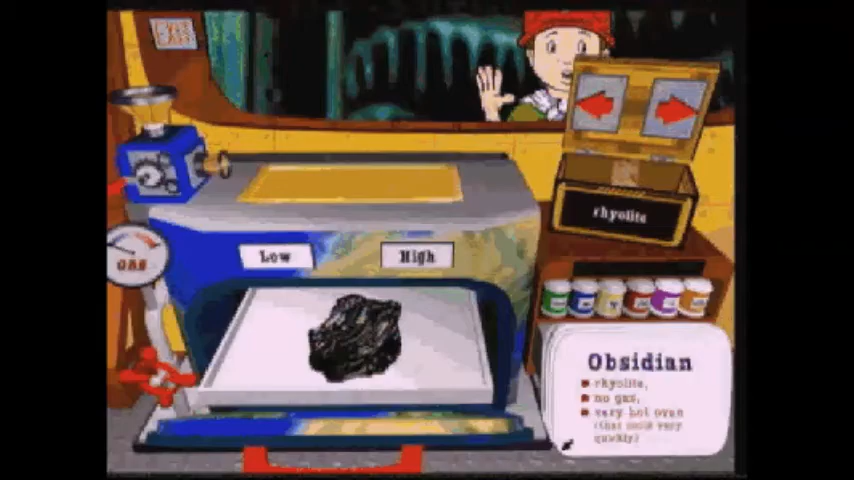 rhyolite
Low
High
GAS
Obsidian
rhyolite,
no gas,
very hot oven
(that cools very
quickly)